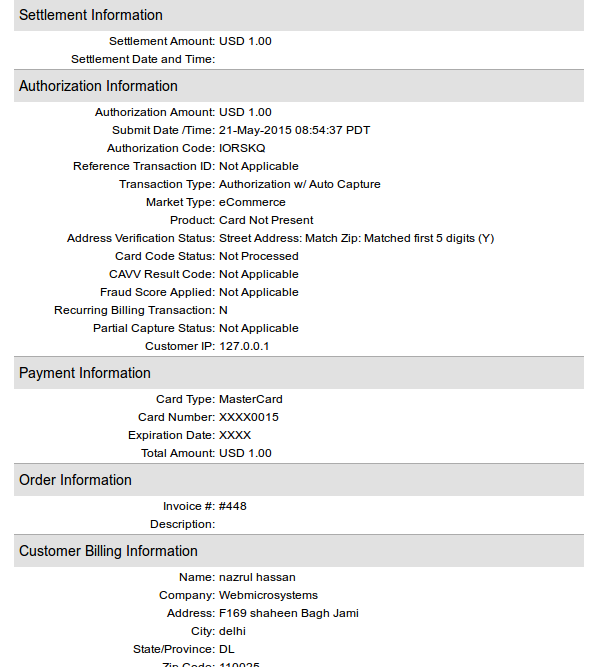 Settlement Information
Settlement Amount: USD 1.00
Settlement Date and Time:
Authorization Information
Authorization Amount: USD 1.00
Submit Date /Time: 21-May-2015 08:54:37 PDT
Authorization Code: IORSKQ
Reference Transaction ID: Not Applicable
Transaction Type: Authorization w/ Auto Capture
Market Type: eCommerce
Product: Card Not Present
Address Verification Status: Street Address: Match Zip: Matched first 5 digits (Y)
Card Code Status: Not Processed
CAVV Result Code: Not Applicable
Fraud Score Applied: Not Applicable
Recurring Billing Transaction: N
Partial Capture Status: Not Applicable
Customer IP: 127.0.0.1
Payment Information
Card Type: MasterCard
Card Number: XXXX0015
Expiration Date: XXXX
Total Amount: USD 1.00
Order Information
Invoice #: #448
Description:
Customer Billing Information
Name: nazrul hassan
Company: Webmicrosystems
Address: F169 shaheen Bagh Jami
City: delhi
State/Province: DL
Zip Code: 110025